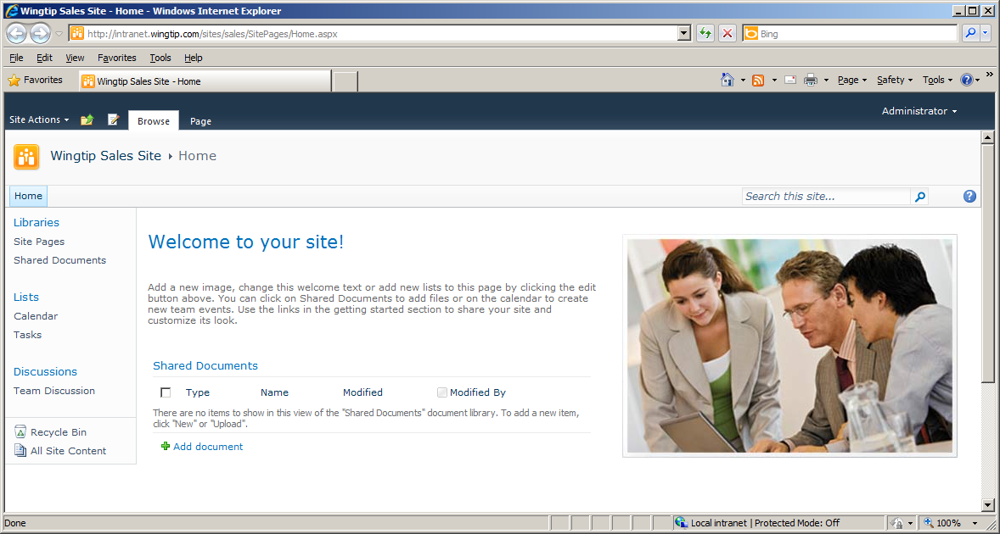 Wingtip Sales Site - Home - Windows Internet Explorer
http://intranet.wingtip.com/sites/sales/SitePages/Home.aspx
Bing
File Edit View Favorites Tools Help
Favorites
Wingtip Sales Site - Home
Page Safety Tools
Site Actions
Browse
Page
Administrator
Wingtip Sales Site
Home
Home
Search this site...
Libraries
Site Pages
Shared Documents
Lists
Calendar
Tasks
Discussions
Team Discussion
Recycle Bin
All Site Content
Welcome to your site!
Add a new image, change this welcome text or add new lists to this page by clicking the edit
button above. You can click on Shared Documents to add files or on the calendar to create
new team events. Use the links in the getting started section to share your site and
customize its look.
Shared Documents
Type Name Modified Modified By
There are no items to show in this view of the "Shared Documents" document library. To add a new item,
click "New" or "Upload".
Add document
Done
Local intranet | Protected Mode: Off
100%